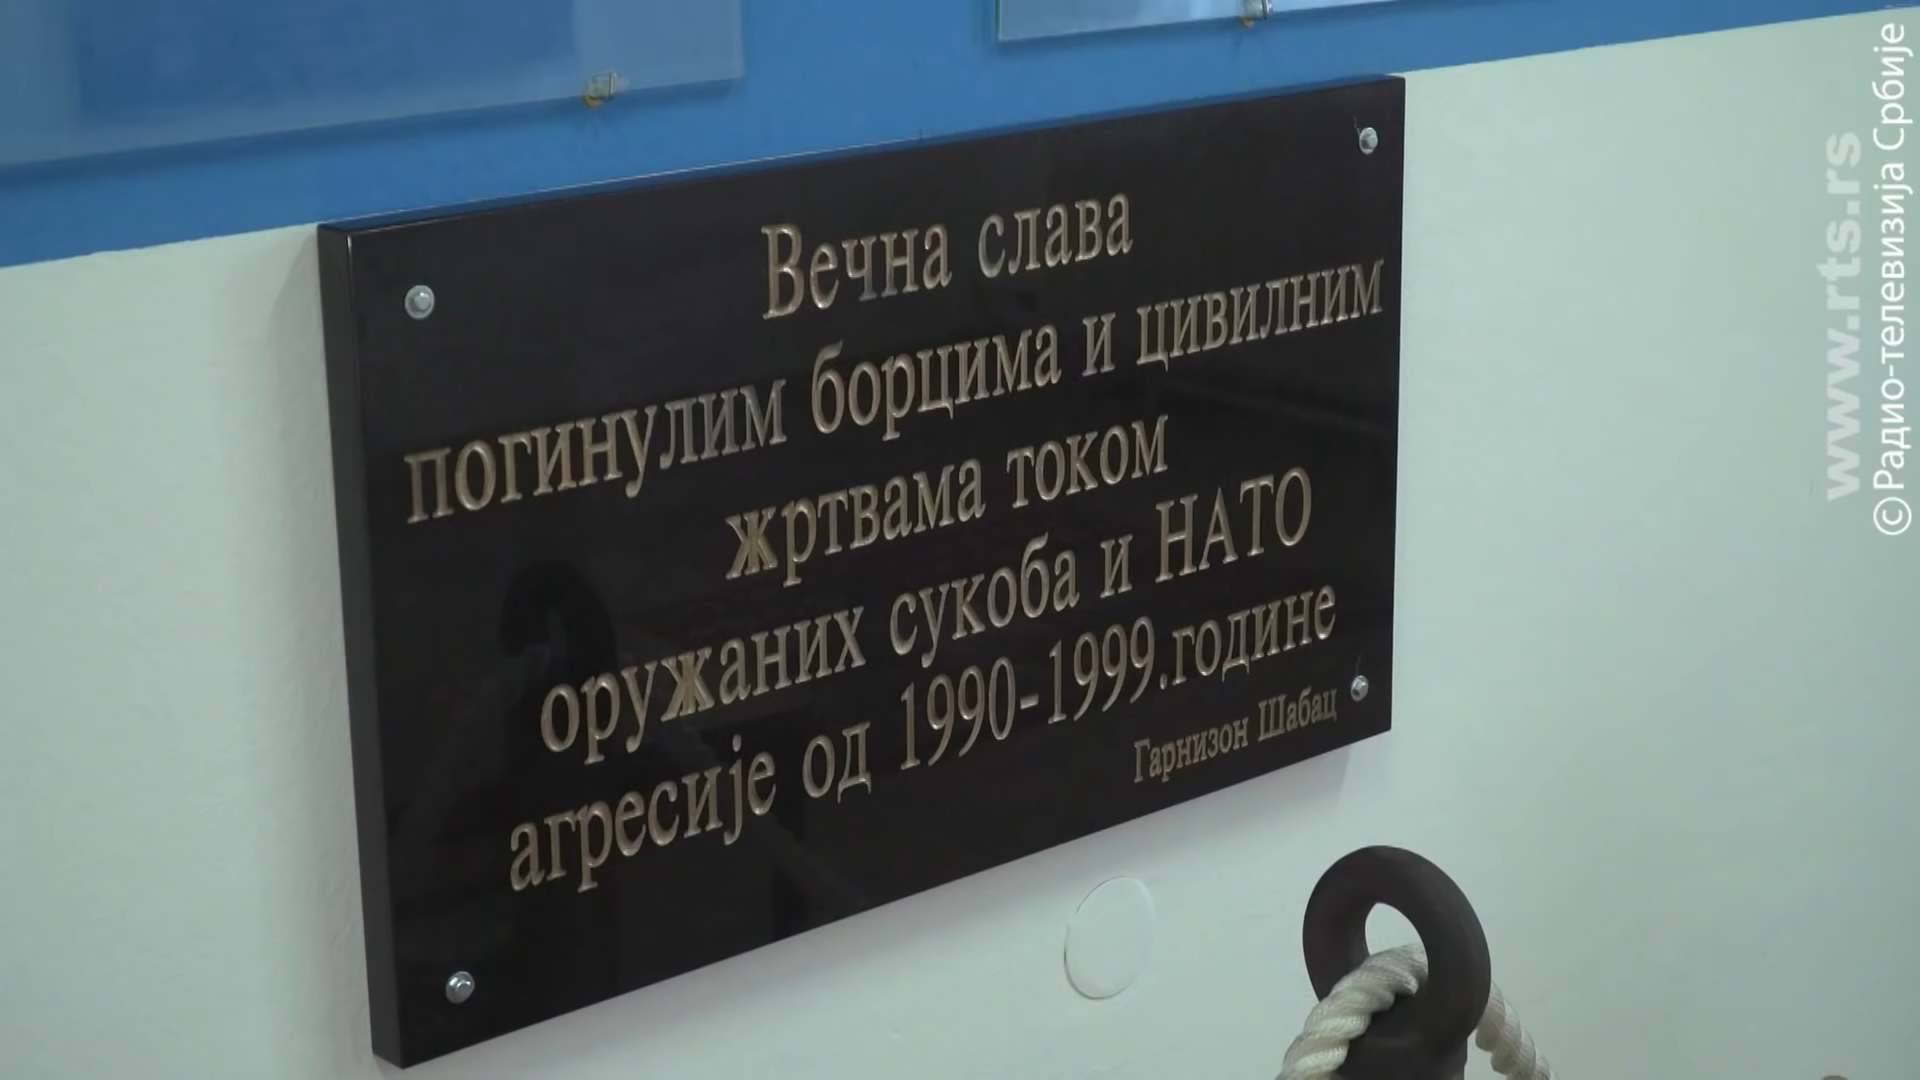 Вечна слава
погинулим борцима и цивилним
жртвама током
оружаних сукоба и НАТО
агресије од 1990-1999.године
Гарнизон Шабац
www.rts.rs
©Радио-телевизија Србије